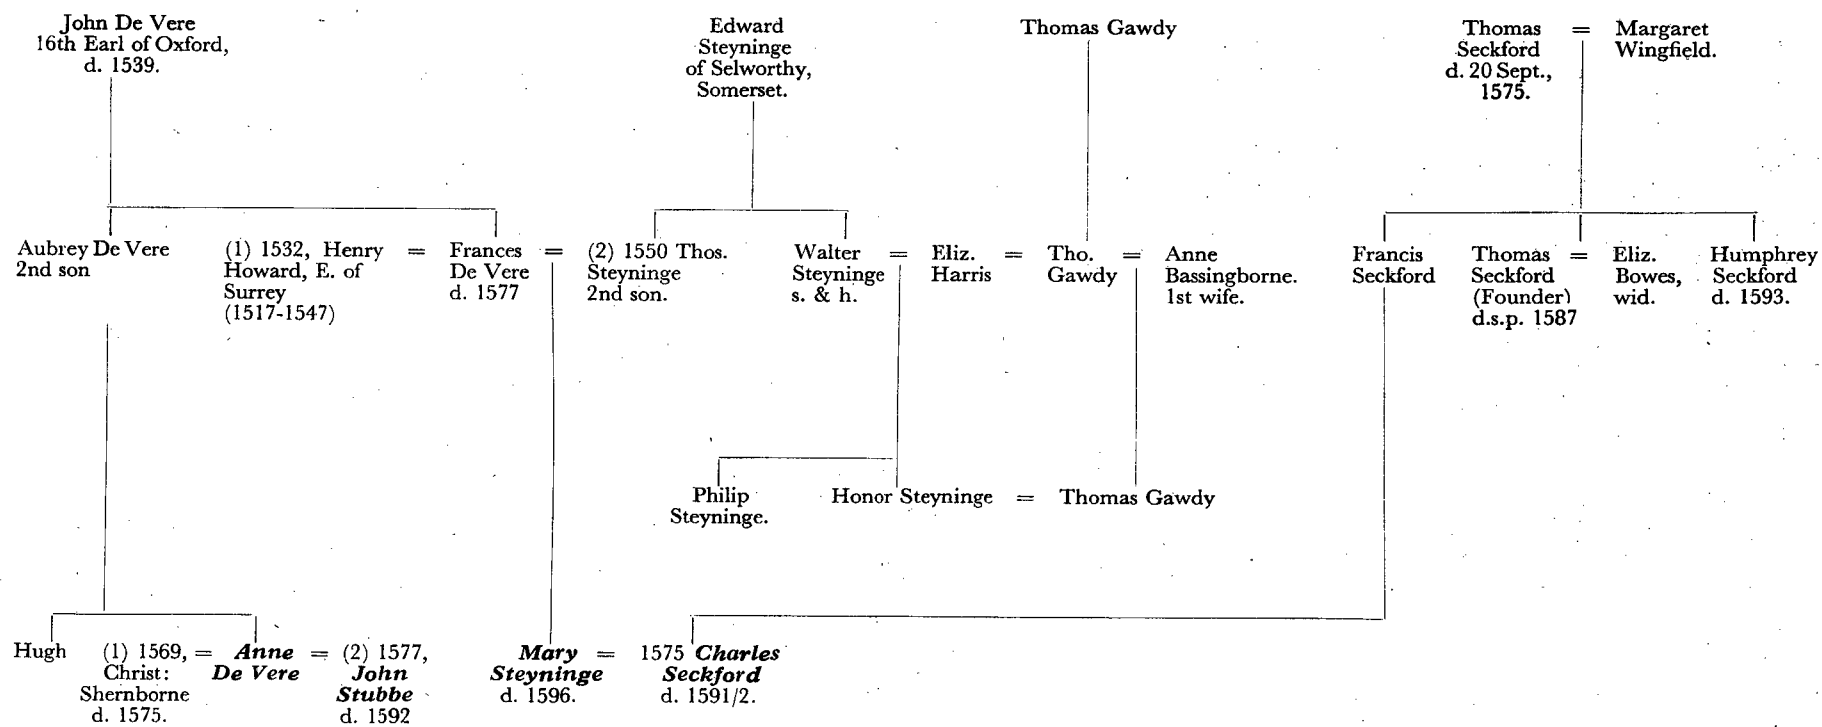 John De Vere
16th Earl of Oxford,
d. 1539.
Edward
Steyninge
of Selworthy,
Somerset.
Thomas Gawdy
Thomas = Margaret
Seckford Wingfield.
d. 20 Sept.,
1575.
Aubrey De Vere
2nd son
(1) 1532, Henry = Frances = (2) 1550 Thos.
Howard, E. of De Vere Steyninge
Surrey d. 1577 2nd son.
(1517-1547)
Walter = Eliz. = Tho. = Anne
Steyninge Harris Gawdy Bassingborne.
s. & h. 1st wife.
Francis
Seckford
Thomas = Eliz.
Seckford Bowes,
(Founder) wid.
d.s.p. 1587
Humphrey
Seckford
d. 1593.
Philip
Steyninge.
Honor Steyninge = Thomas Gawdy
Hugh
(1) 1569, = Anne = (2) 1577,
Christ: De Vere John
Shernborne Stubbe
d. 1575. d. 1592
Mary = 1575 Charles
Steyninge Seckford
d. 1596. d. 1591/2.